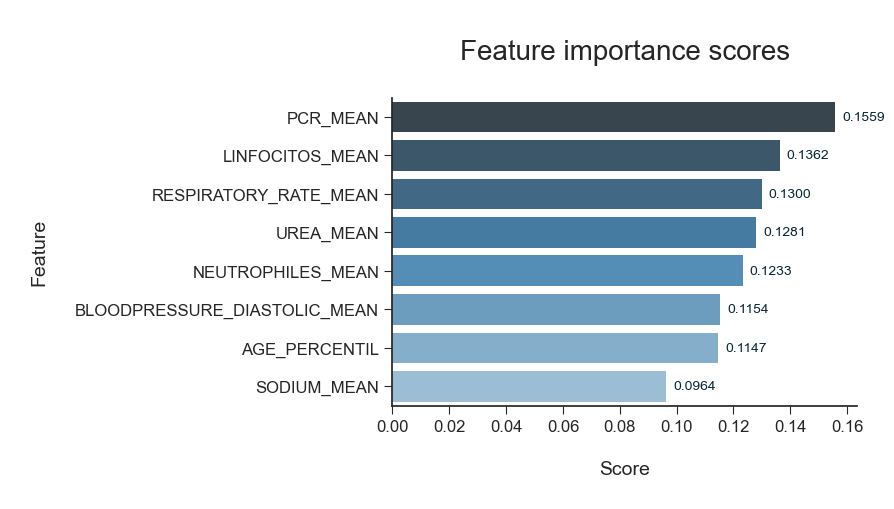 Feature importance scores
Feature
PCR_MEAN 0.1559
LINFOCITOS_MEAN 0.1362
RESPIRATORY_RATE_MEAN 0.1300
UREA_MEAN 0.1281
NEUTROPHILES_MEAN 0.1233
BLOODPRESSURE_DIASTOLIC_MEAN 0.1154
AGE_PERCENTIL 0.1147
SODIUM_MEAN 0.0964
0.00 0.02 0.04 0.06 0.08 0.10 0.12 0.14 0.16
Score